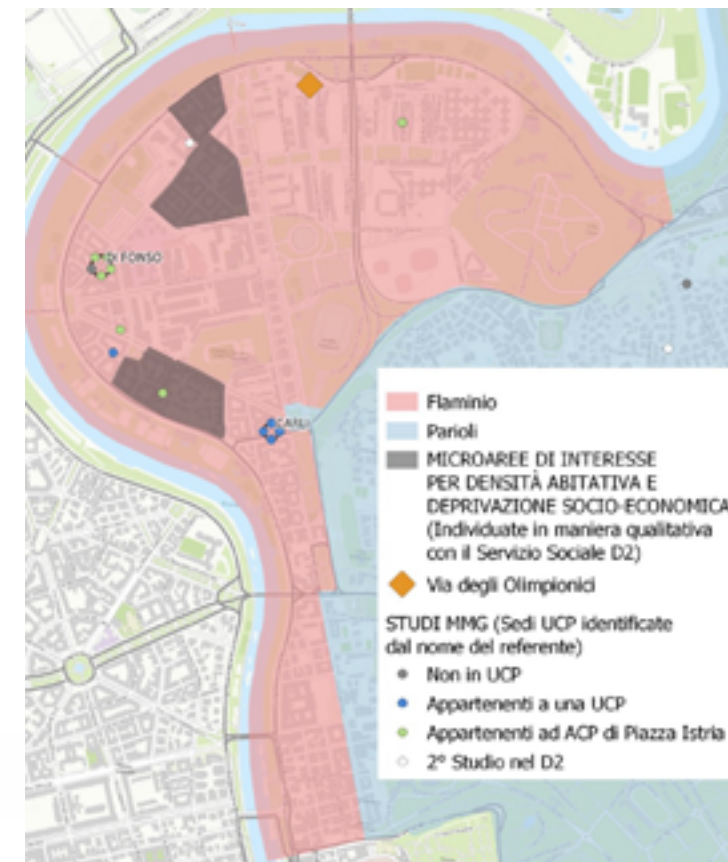 DI FONSO
CARLI
Flaminio
Parioli
MICROAREE DI INTERESSE
PER DENSITÀ ABITATIVA E
DEPRIVAZIONE SOCIO-ECONOMICA
(Individuate in maniera qualitativa
con il Servizio Sociale D2)
Via degli Olimpionici
STUDI MMG (Sedi UCP identificate
dal nome del referente)
Non in UCP
Appartenenti a una UCP
Appartenenti ad ACP di Piazza Istria
2° Studio nel D2